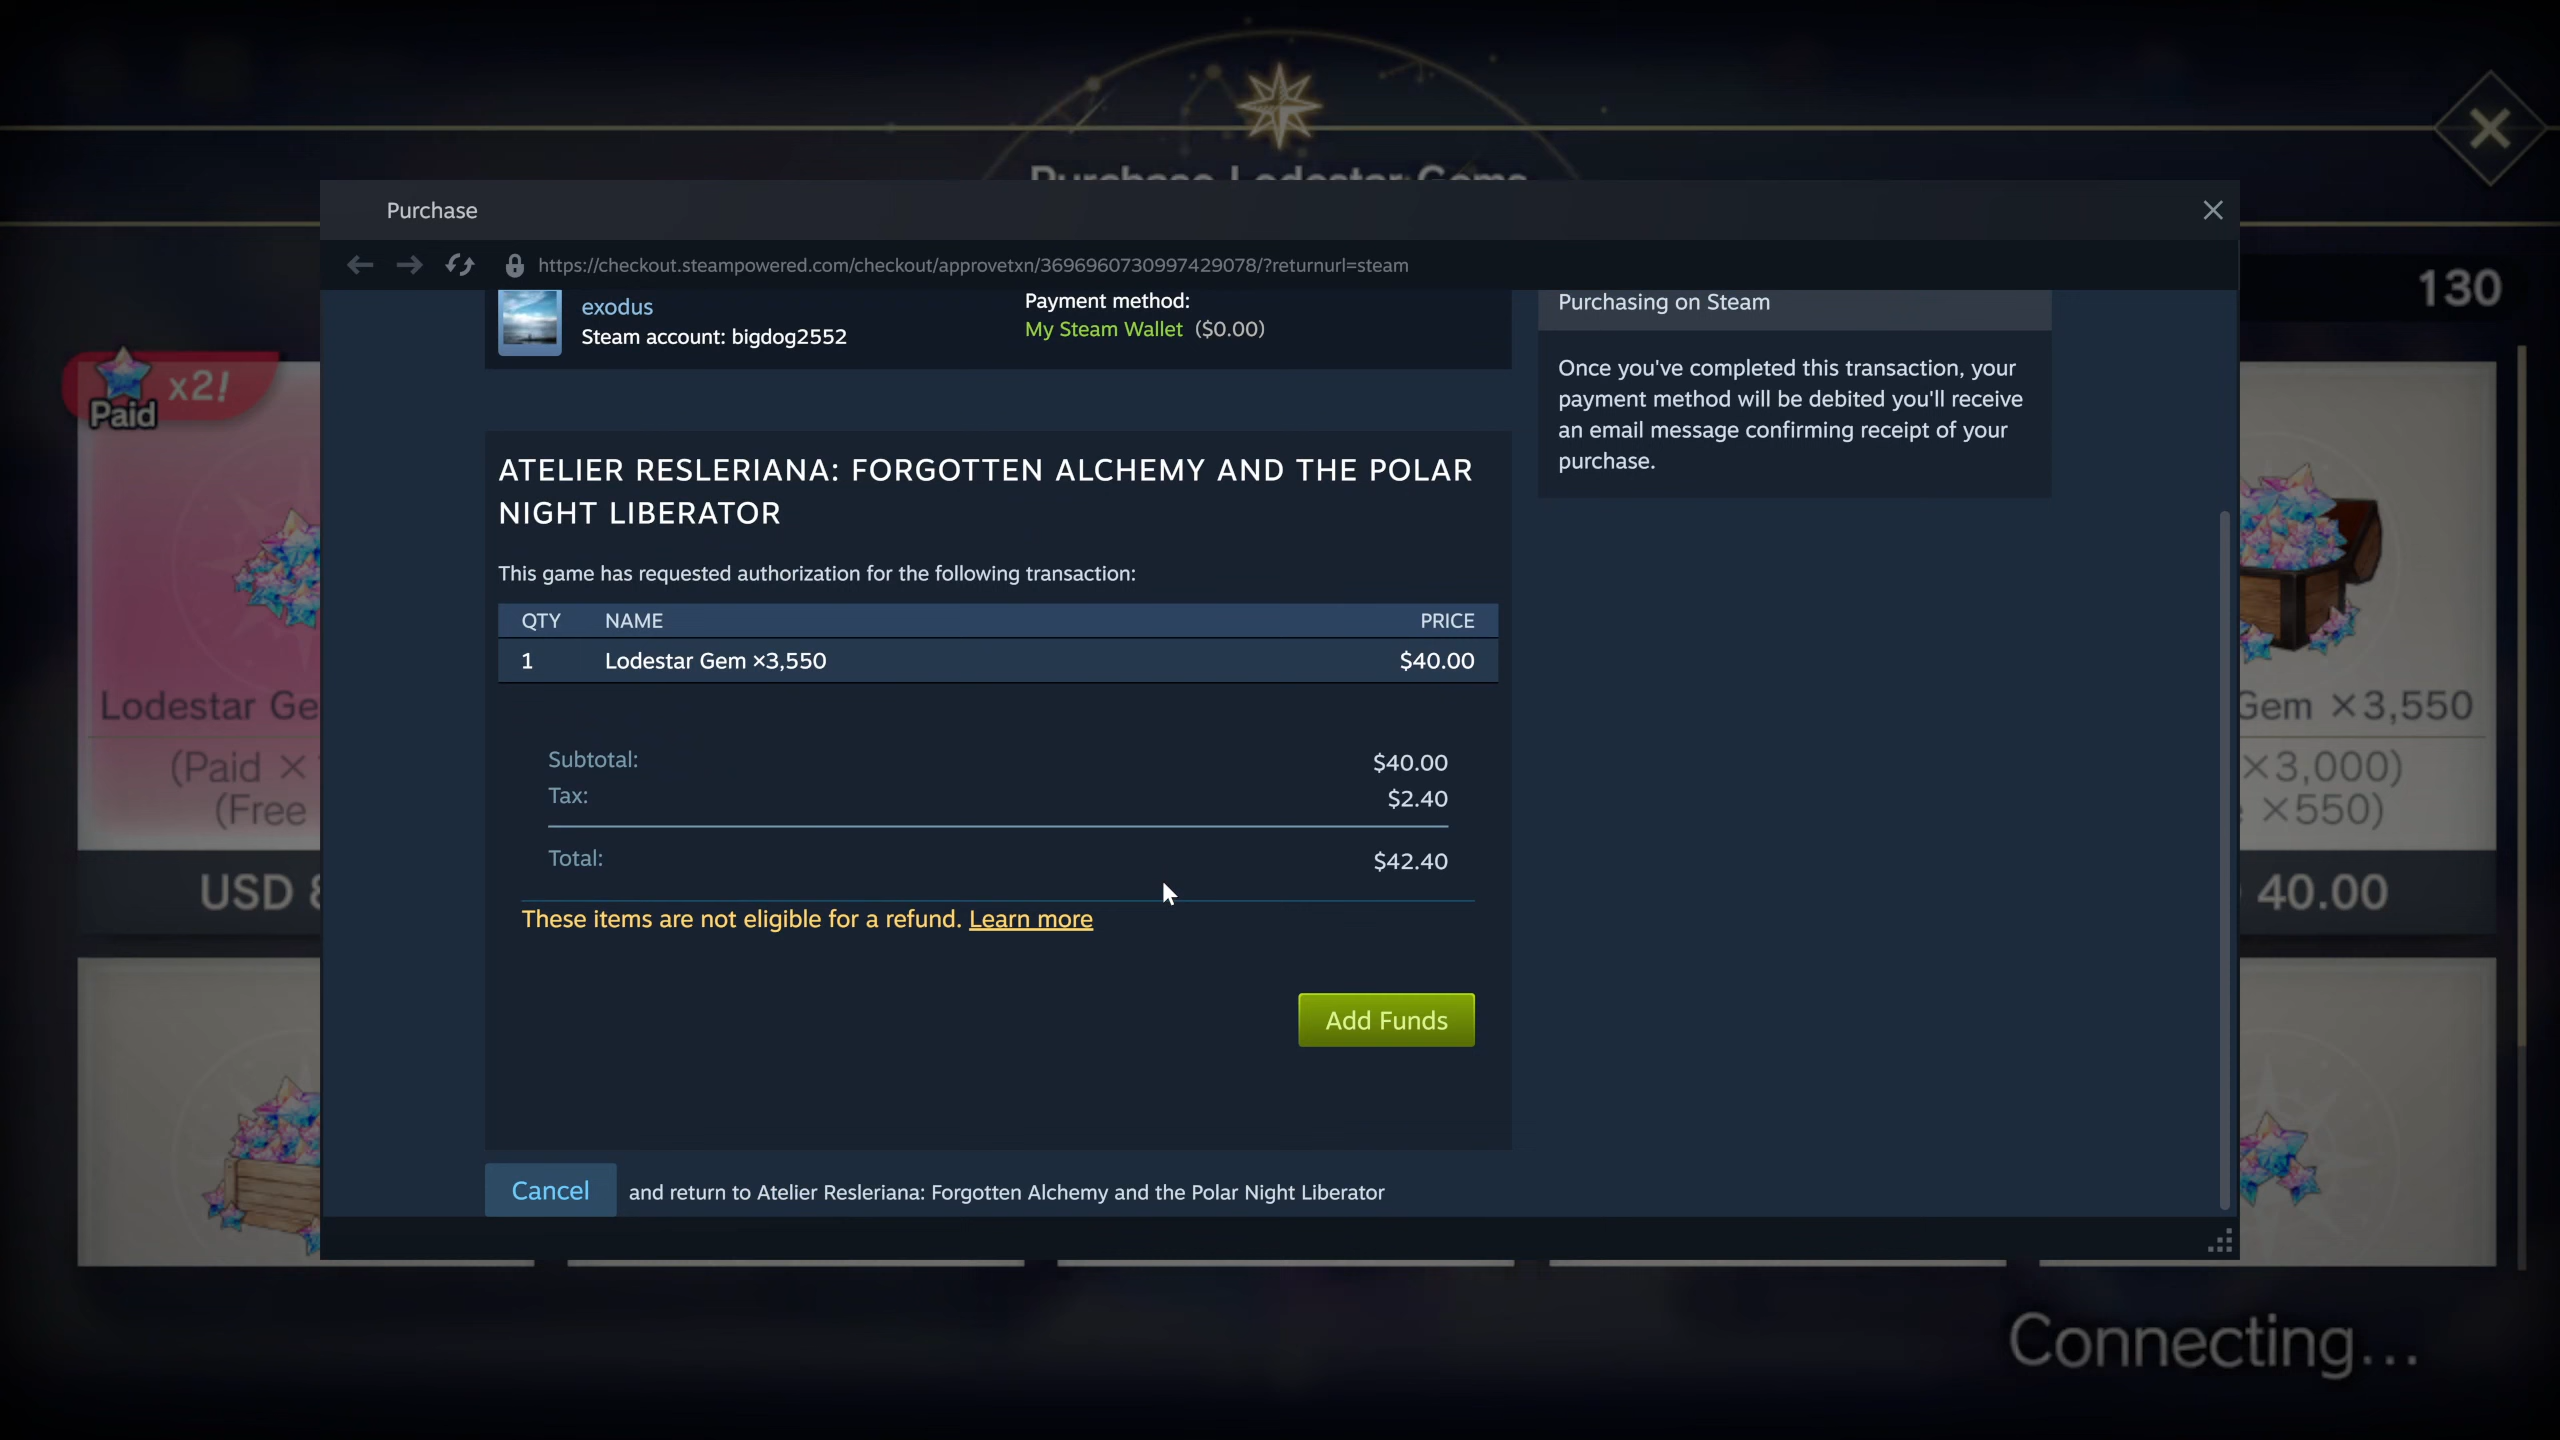 Purchase Lodestar Gems
Purchase
https://checkout.steampowered.com/checkout/approvetxn/3696960730997429078/?returnurl=steam
130
exodus
Steam account: bigdog2552
Payment method:
My Steam Wallet ($0.00)
Purchasing on Steam
Once you've completed this transaction, your
payment method will be debited you'll receive
an email message confirming receipt of your
purchase.
x2!
Paid
ATELIER RESLERIANA: FORGOTTEN ALCHEMY AND THE POLAR
NIGHT LIBERATOR
This game has requested authorization for the following transaction:
QTY NAME PRICE
1 Lodestar Gem ×3,550 $40.00
Subtotal: $40.00
Tax: $2.40
Total: $42.40
These items are not eligible for a refund. Learn more
Add Funds
Cancel and return to Atelier Resleriana: Forgotten Alchemy and the Polar Night Liberator
Lodestar
(Paid ×
(Free
USD
Gem ×3,550
×3,000)
×550)
40.00
Connecting...